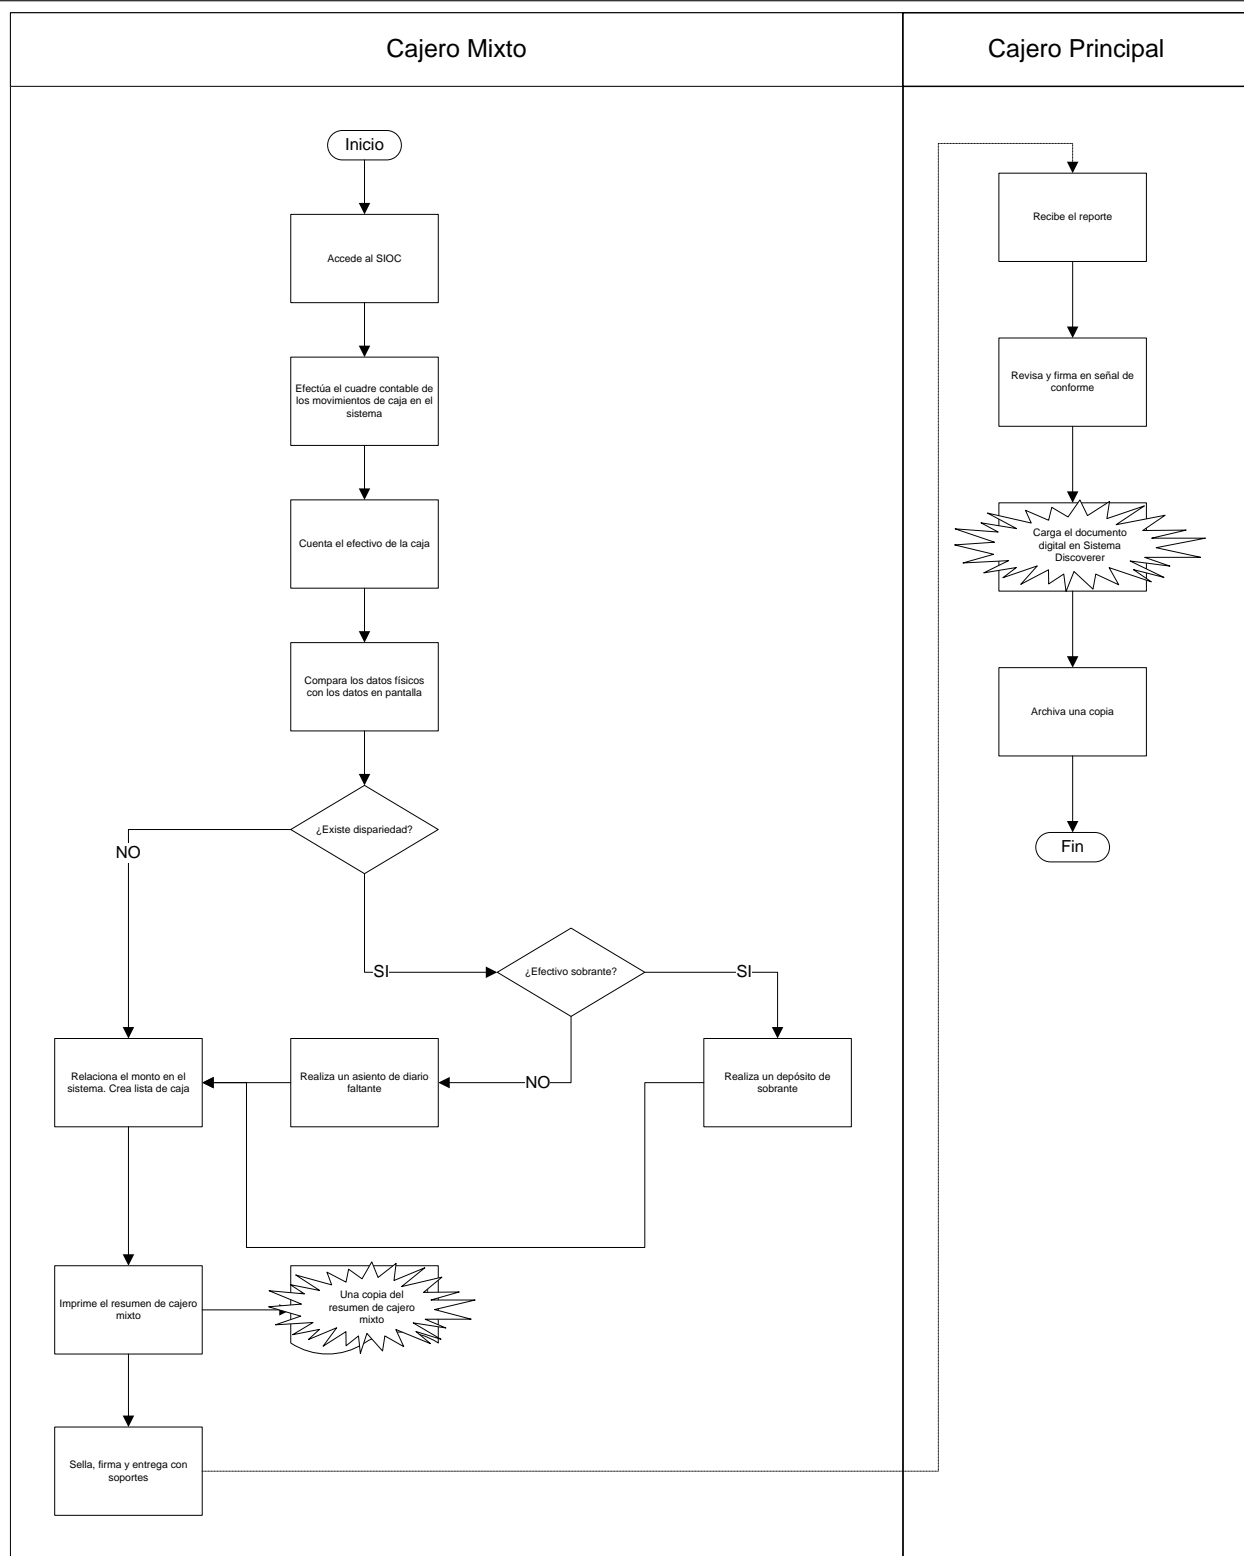 Cajero Mixto
Cajero Principal
Inicio
Accede al SIOC
Efectúa el cuadre contable de
los movimientos de caja en el
sistema
Cuenta el efectivo de la caja
Compara los datos físicos
con los datos en pantalla
¿Existe dispariedad?
NO
SI
¿Efectivo sobrante?
SI
NO
Relaciona el monto en el
sistema. Crea lista de caja
Realiza un asiento de diario
faltante
Realiza un depósito de
sobrante
Imprime el resumen de cajero
mixto
Una copia del
resumen de cajero
mixto
Sella, firma y entrega con
soportes
Recibe el reporte
Revisa y firma en señal de
conforme
Carga el documento
digital en Sistema
Discoverer
Archiva una copia
Fin